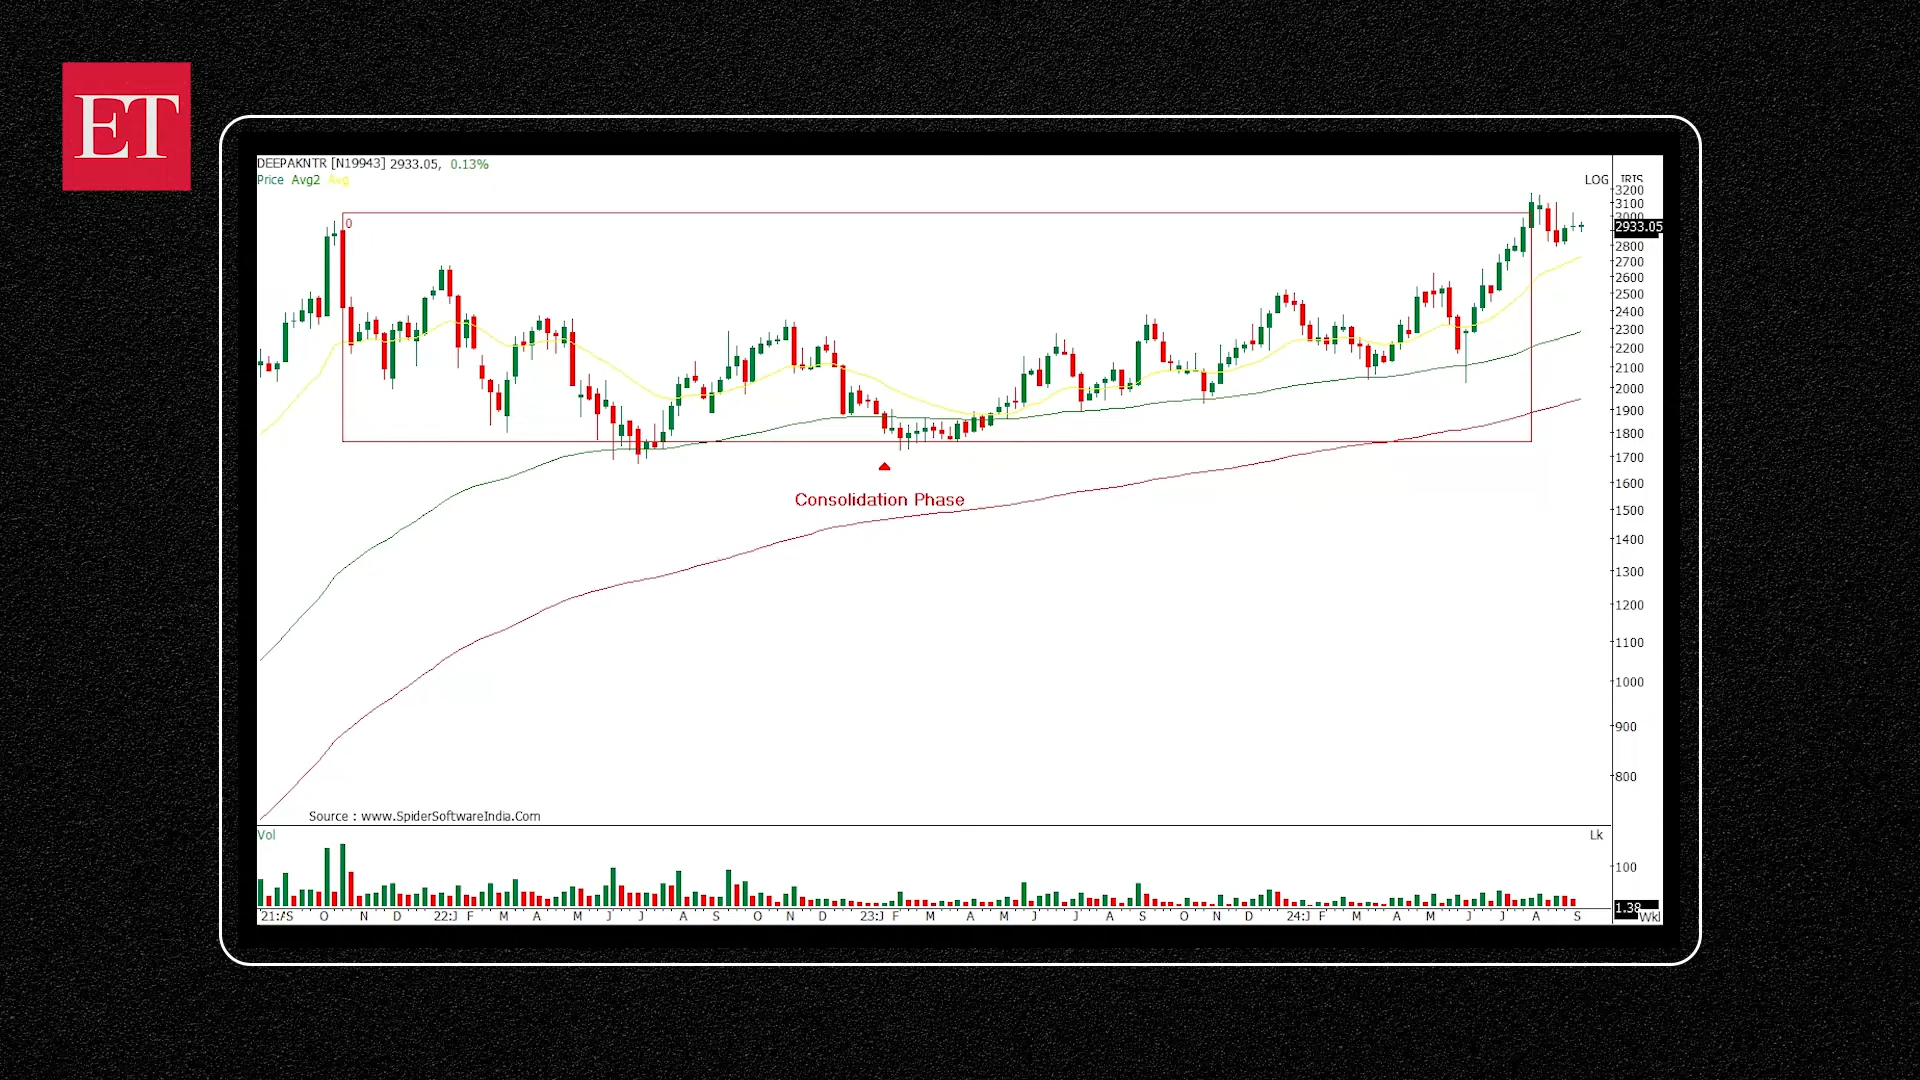 ET
DEEPAKNTR [N19943] 2933.05, 0.13%
Price Avg2 Avg
LOG IRIS
3200
3100
3000
2933.05
2800
2700
2600
2500
2400
2300
2200
2100
2000
1900
1800
1700
1600
1500
1400
1300
1200
1100
1000
900
800
0
Consolidation Phase
Source : www.SpiderSoftwareIndia.Com
Vol
Lk
100
1.38
21:AS O N D 22:J F M A M J J A S O N D 23:J F M A M J J A S O N D 24:J F M A M J J A S
Wkl